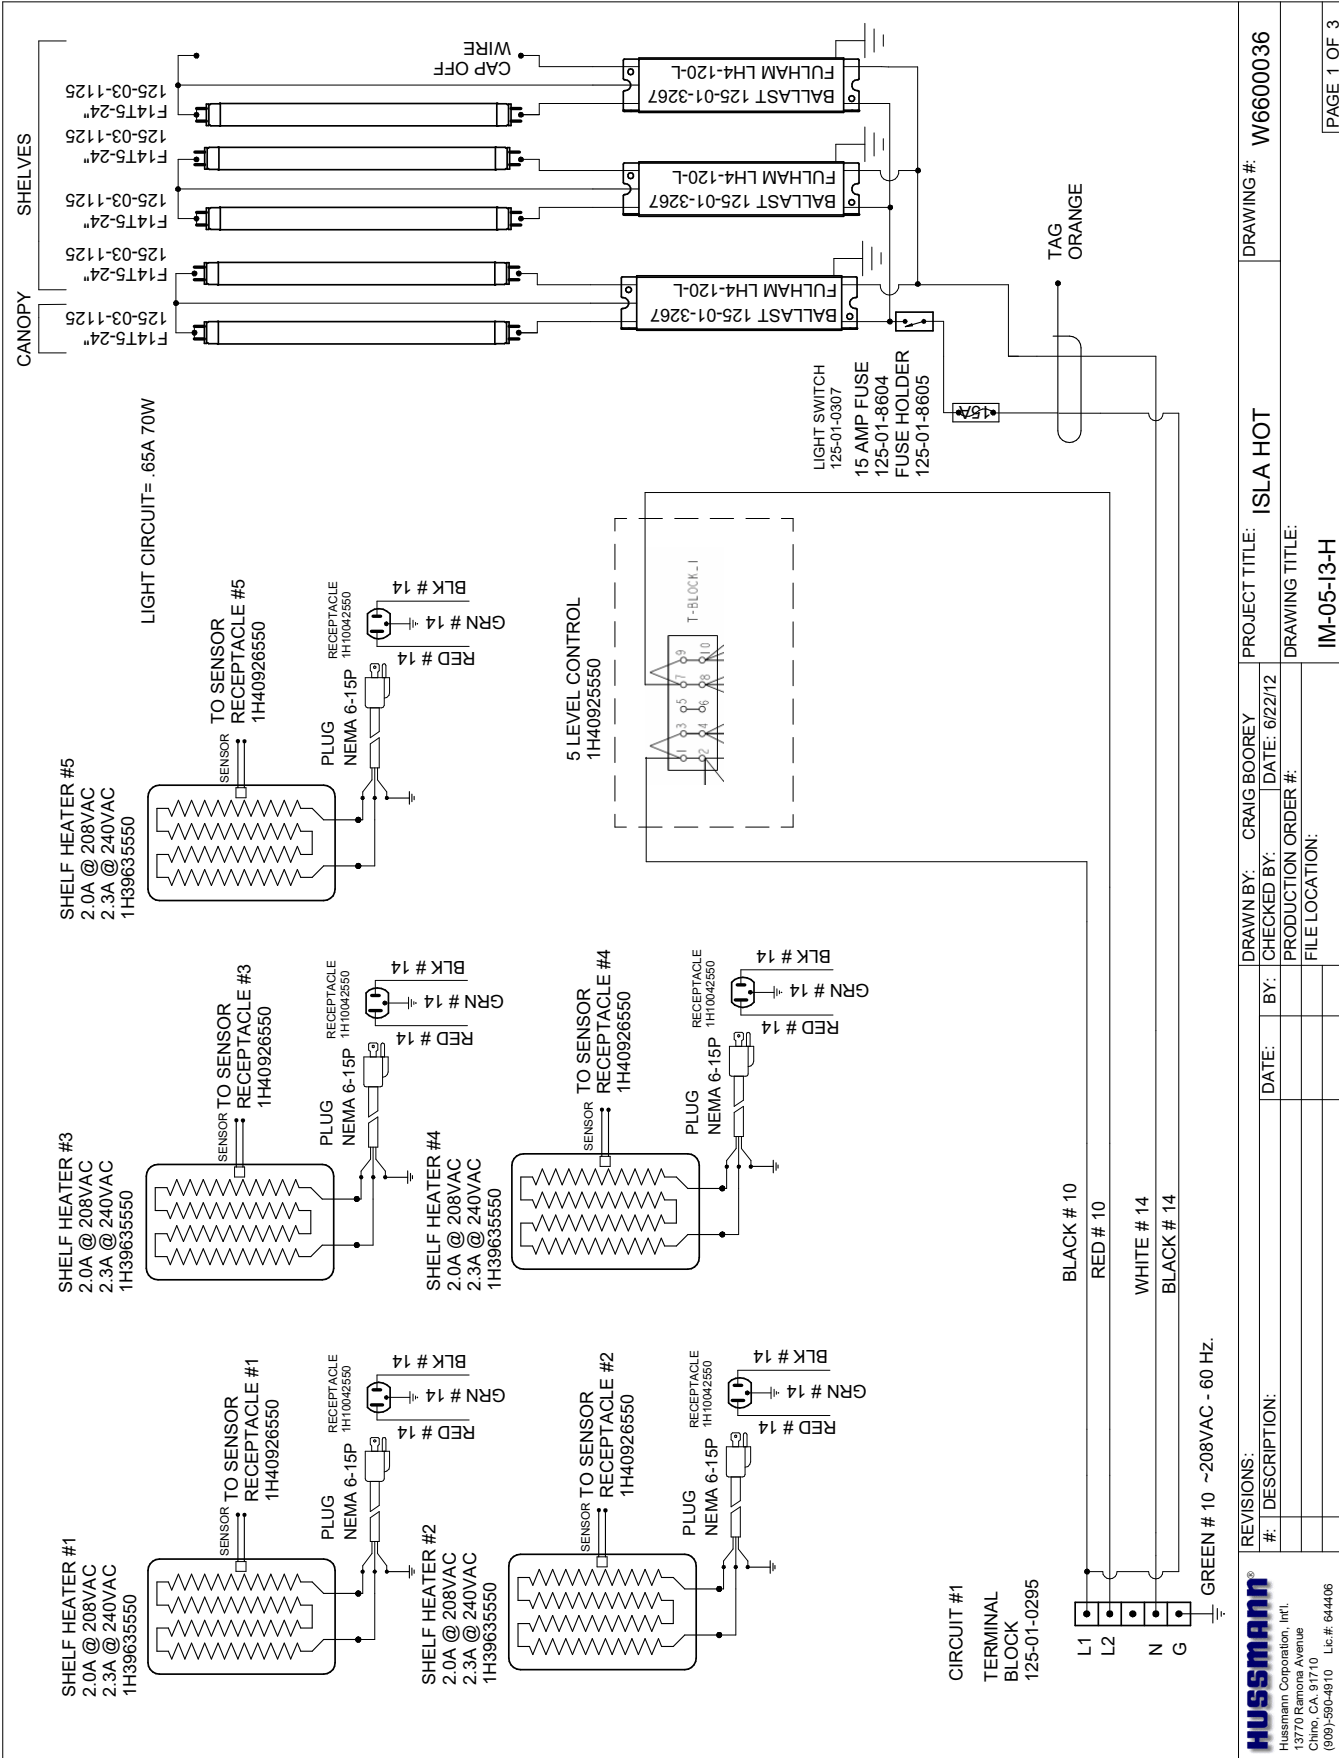 CANOPY
SHELVES
F14T5-24"
125-03-1125
F14T5-24"
125-03-1125
F14T5-24"
125-03-1125
F14T5-24"
125-03-1125
F14T5-24"
125-03-1125
CAP OFF
WIRE
BALLAST 125-01-3267
FULHAM LH4-120-L
BALLAST 125-01-3267
FULHAM LH4-120-L
BALLAST 125-01-3267
FULHAM LH4-120-L
LIGHT CIRCUIT= .65A 70W
LIGHT SWITCH
125-01-0307
15 AMP FUSE
125-01-8604
FUSE HOLDER
125-01-8605
15A
TAG
ORANGE
SHELF HEATER #1
2.0A @ 208VAC
2.3A @ 240VAC
1H39635550
SENSOR
TO SENSOR
RECEPTACLE #1
1H40926550
PLUG
NEMA 6-15P
RECEPTACLE
1H10042550
RED # 14
GRN # 14
BLK # 14
SHELF HEATER #3
2.0A @ 208VAC
2.3A @ 240VAC
1H39635550
SENSOR
TO SENSOR
RECEPTACLE #3
1H40926550
PLUG
NEMA 6-15P
RECEPTACLE
1H10042550
RED # 14
GRN # 14
BLK # 14
SHELF HEATER #5
2.0A @ 208VAC
2.3A @ 240VAC
1H39635550
SENSOR
TO SENSOR
RECEPTACLE #5
1H40926550
PLUG
NEMA 6-15P
RECEPTACLE
1H10042550
RED # 14
GRN # 14
BLK # 14
SHELF HEATER #2
2.0A @ 208VAC
2.3A @ 240VAC
1H39635550
SENSOR
TO SENSOR
RECEPTACLE #2
1H40926550
PLUG
NEMA 6-15P
RECEPTACLE
1H10042550
RED # 14
GRN # 14
BLK # 14
SHELF HEATER #4
2.0A @ 208VAC
2.3A @ 240VAC
1H39635550
SENSOR
TO SENSOR
RECEPTACLE #4
1H40926550
PLUG
NEMA 6-15P
RECEPTACLE
1H10042550
RED # 14
GRN # 14
BLK # 14
5 LEVEL CONTROL
1H40925550
T-BLOCK_1
1 3 5 7 9
2 4 6 8 10
CIRCUIT #1
TERMINAL
BLOCK
125-01-0295
L1
L2
N
G
BLACK # 10
RED # 10
WHITE # 14
BLACK # 14
GREEN # 10 ~208VAC - 60 Hz.
HUSSMANN®
Hussmann Corporation, Int'l.
13770 Ramona Avenue
Chino, CA. 91710
(909)-590-4910 Lic.#: 644406
REVISIONS:
#: DESCRIPTION: DATE: BY:
DRAWN BY: CRAIG BOOREY
CHECKED BY: DATE: 6/22/12
PRODUCTION ORDER #:
FILE LOCATION:
PROJECT TITLE: ISLA HOT
DRAWING TITLE:
IM-05-I3-H
DRAWING #: W6600036
PAGE 1 OF 3